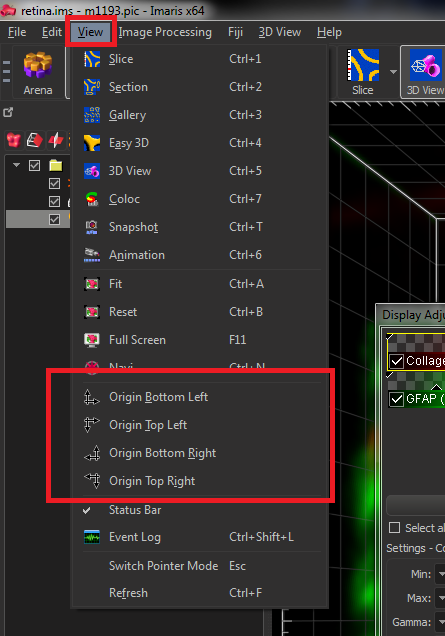 retina.ims - m1193.pic - Imaris x64
File Edit View Image Processing Fiji 3D View Help
Arena
Slice
3D View
Slice Ctrl+1
Section Ctrl+2
Gallery Ctrl+3
Easy 3D Ctrl+4
3D View Ctrl+5
Coloc Ctrl+7
Snapshot Ctrl+T
Animation Ctrl+6
Fit Ctrl+A
Reset Ctrl+B
Full Screen F11
Navi Ctrl+N
Origin Bottom Left
Origin Top Left
Origin Bottom Right
Origin Top Right
Status Bar
Event Log Ctrl+Shift+L
Switch Pointer Mode Esc
Refresh Ctrl+F
Display Adju
Collage
GFAP (
Select al
Settings - Co
Min:
Max:
Gamma: